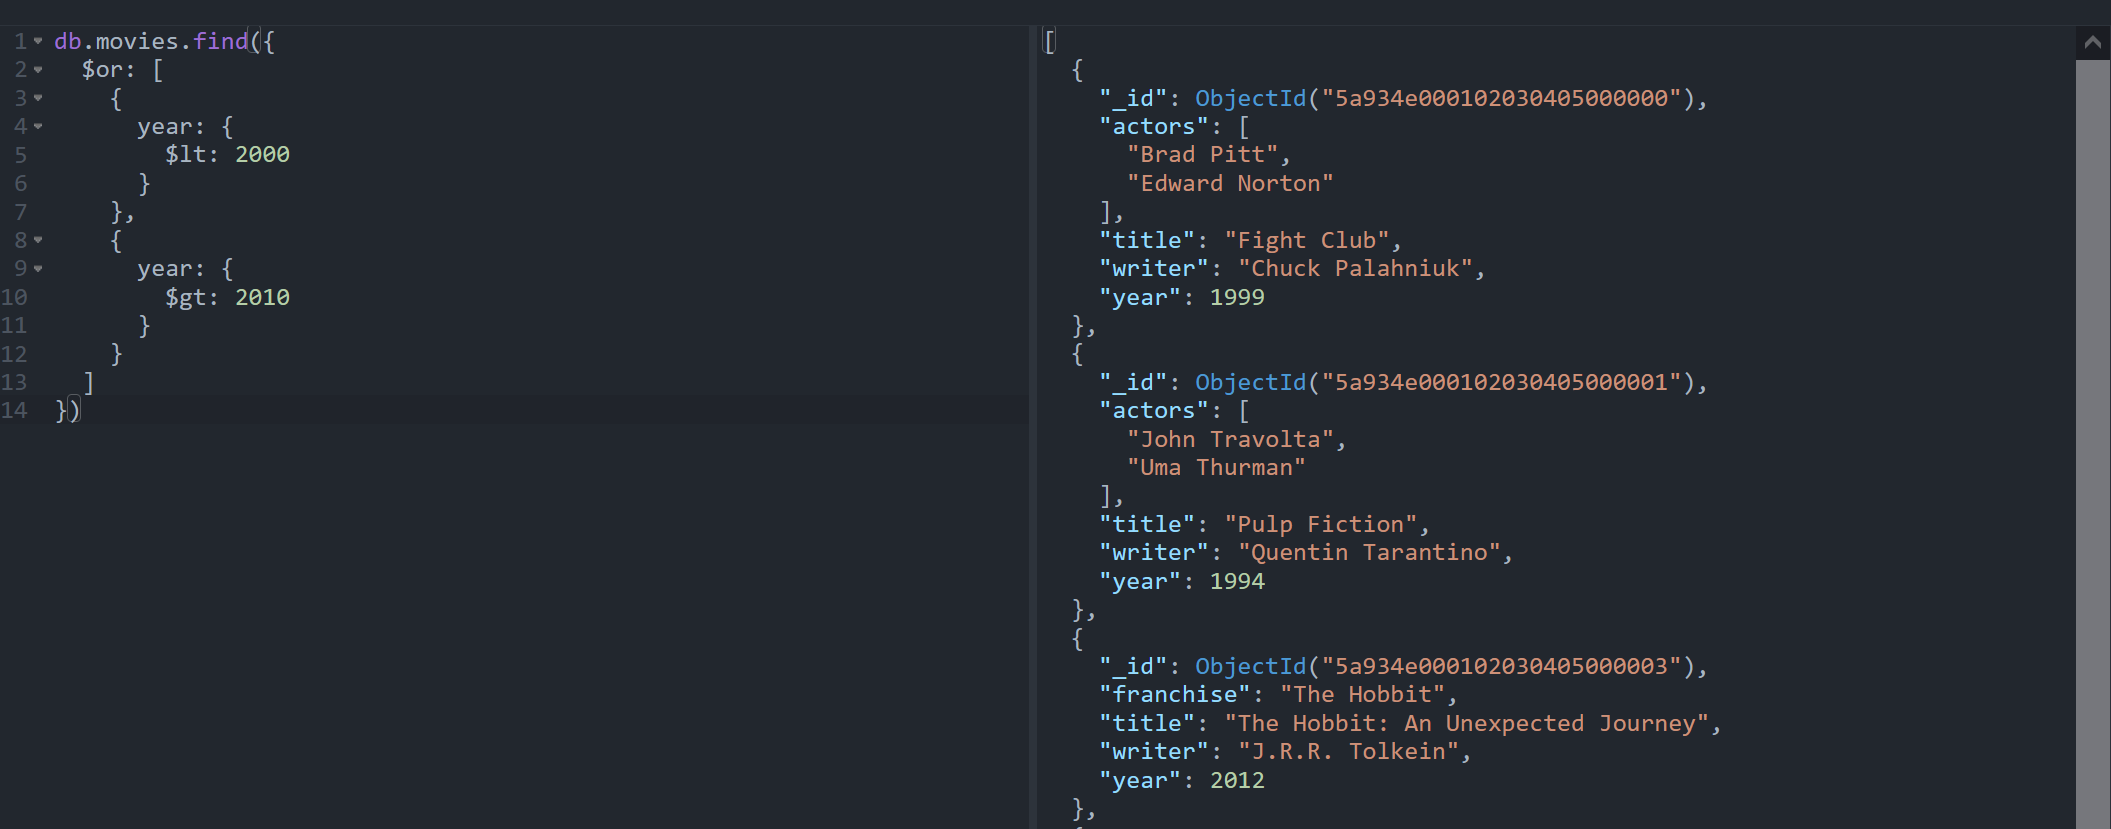 1 db.movies.find({
2   $or: [
3     {
4       year: {
5         $lt: 2000
6       }
7     },
8     {
9       year: {
10         $gt: 2010
11       }
12     }
13   ]
14 })
[
  {
    "_id": ObjectId("5a934e000102030405000000"),
    "actors": [
      "Brad Pitt",
      "Edward Norton"
    ],
    "title": "Fight Club",
    "writer": "Chuck Palahniuk",
    "year": 1999
  },
  {
    "_id": ObjectId("5a934e000102030405000001"),
    "actors": [
      "John Travolta",
      "Uma Thurman"
    ],
    "title": "Pulp Fiction",
    "writer": "Quentin Tarantino",
    "year": 1994
  },
  {
    "_id": ObjectId("5a934e000102030405000003"),
    "franchise": "The Hobbit",
    "title": "The Hobbit: An Unexpected Journey",
    "writer": "J.R.R. Tolkein",
    "year": 2012
  },